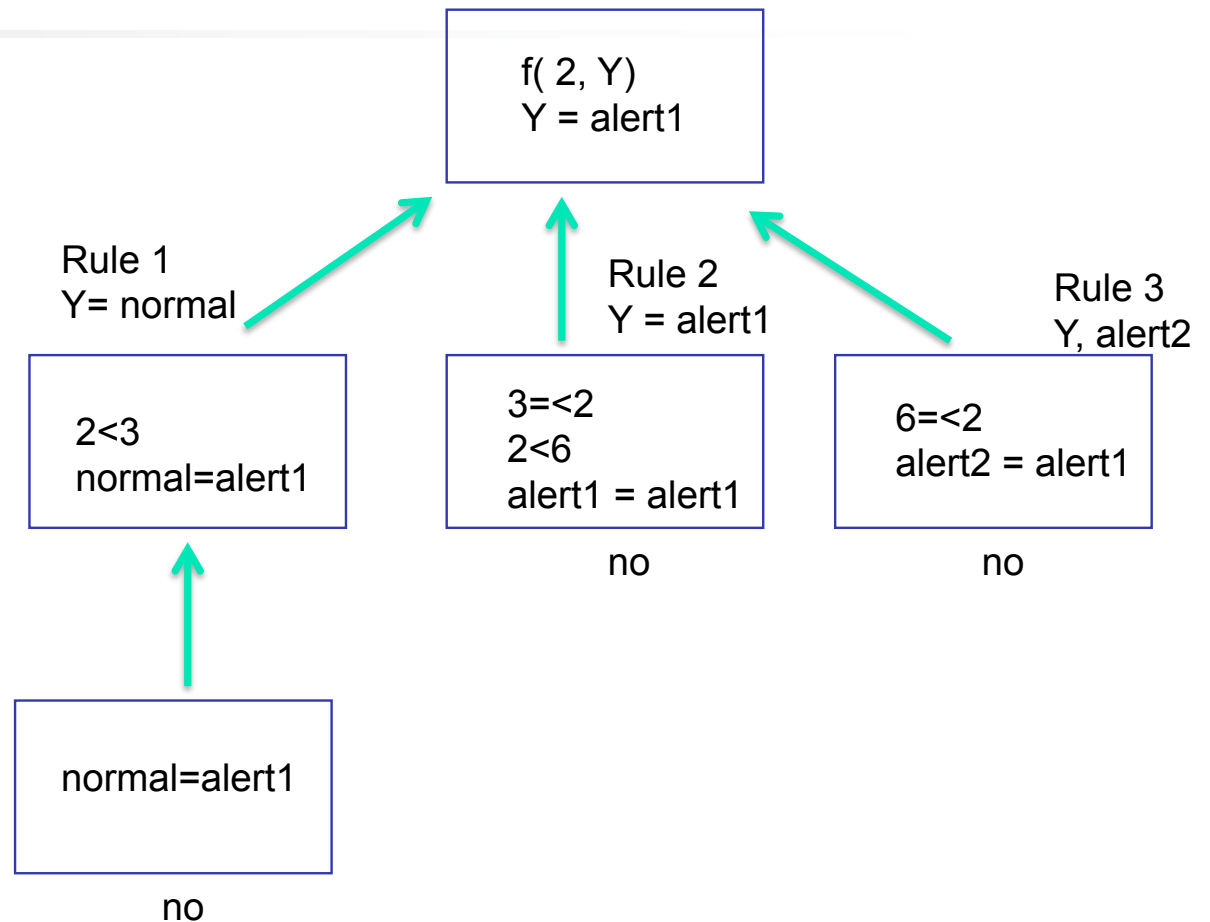 f( 2, Y)
Y = alert1
Rule 1
Y= normal
Rule 2
Y = alert1
Rule 3
Y, alert2
2<3
normal=alert1
3=<2
2<6
alert1 = alert1
6=<2
alert2 = alert1
no
no
normal=alert1
no